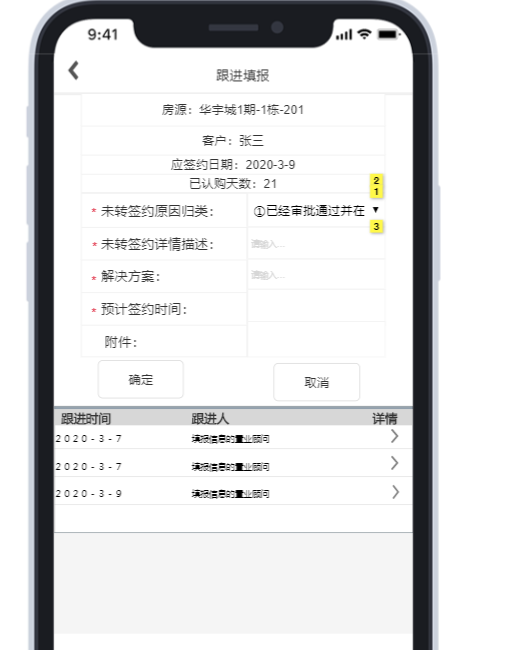 9:41
跟进填报
房源：华宇城1期-1栋-201
客户：张三
应签约日期：2020-3-9
已认购天数：21
21
* 未转签约原因归类： ①已经审批通过并在 ▼
3
* 未转签约详情描述： 请输入...
* 解决方案： 请输入...
* 预计签约时间：
附件：
确定 取消
跟进时间 跟进人 详情
2020-3-7 填报信息的置业顾问
2020-3-7 填报信息的置业顾问
2020-3-9 填报信息的置业顾问